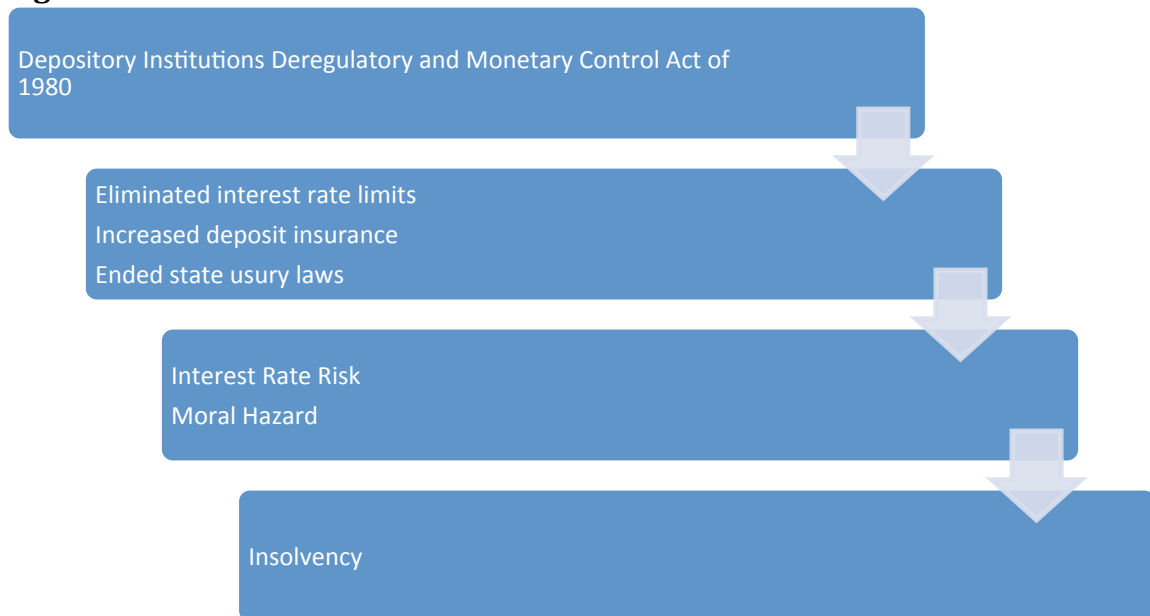 Depository Institutions Deregulatory and Monetary Control Act of
1980
Eliminated interest rate limits
Increased deposit insurance
Ended state usury laws
Interest Rate Risk
Moral Hazard
Insolvency